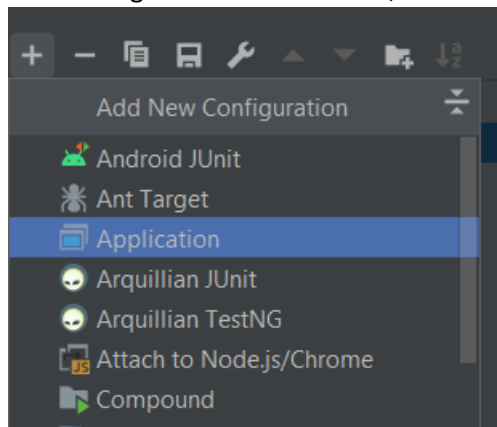 Add New Configuration
Android JUnit
Ant Target
Application
Arquillian JUnit
Arquillian TestNG
Attach to Node.js/Chrome
Compound